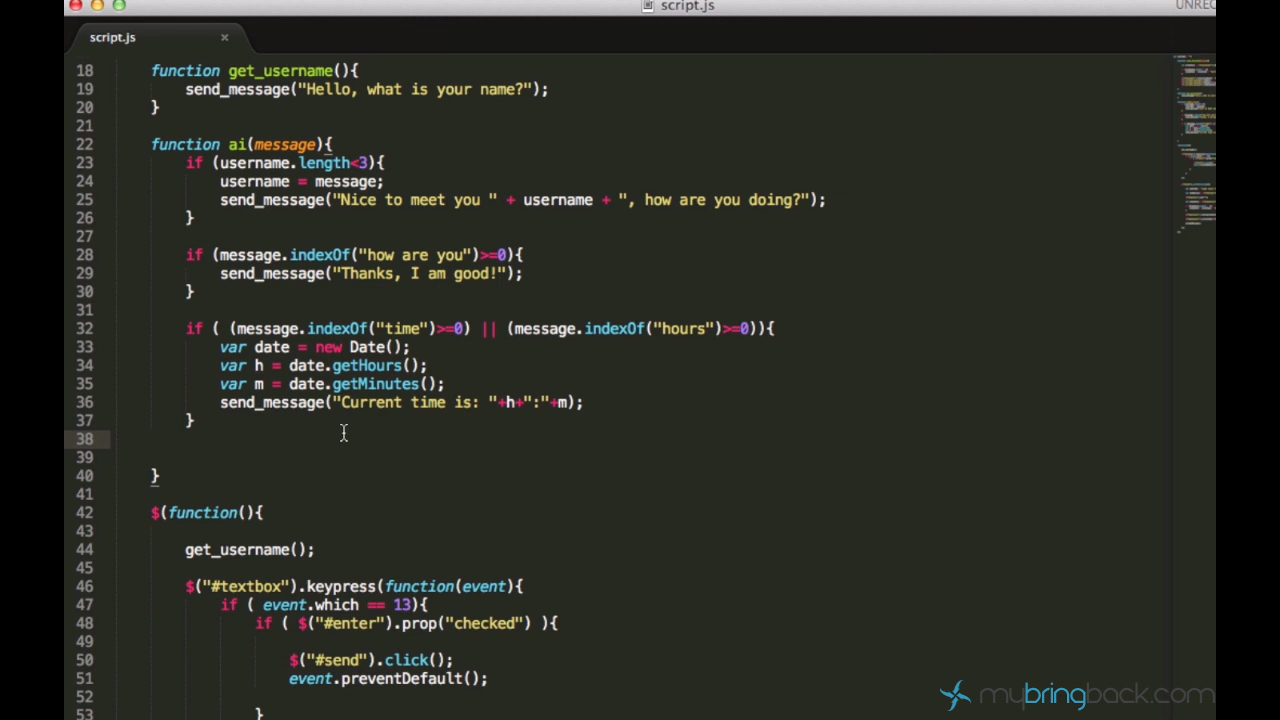 script.js
UNREG
script.js ×
18 function get_username(){
19 send_message("Hello, what is your name?");
20 }
21
22 function ai(message){
23 if (username.length<3){
24 username = message;
25 send_message("Nice to meet you " + username + ", how are you doing?");
26 }
27
28 if (message.indexOf("how are you")>=0){
29 send_message("Thanks, I am good!");
30 }
31
32 if ( (message.indexOf("time")>=0) || (message.indexOf("hours")>=0)){
33 var date = new Date();
34 var h = date.getHours();
35 var m = date.getMinutes();
36 send_message("Current time is: "+h+":"+m);
37 }
38
39
40 }
41
42 $(function(){
43
44 get_username();
45
46 $("#textbox").keypress(function(event){
47 if ( event.which == 13){
48 if ( $("#enter").prop("checked") ){
49
50 $("#send").click();
51 event.preventDefault();
52
53 }
mybringback.com